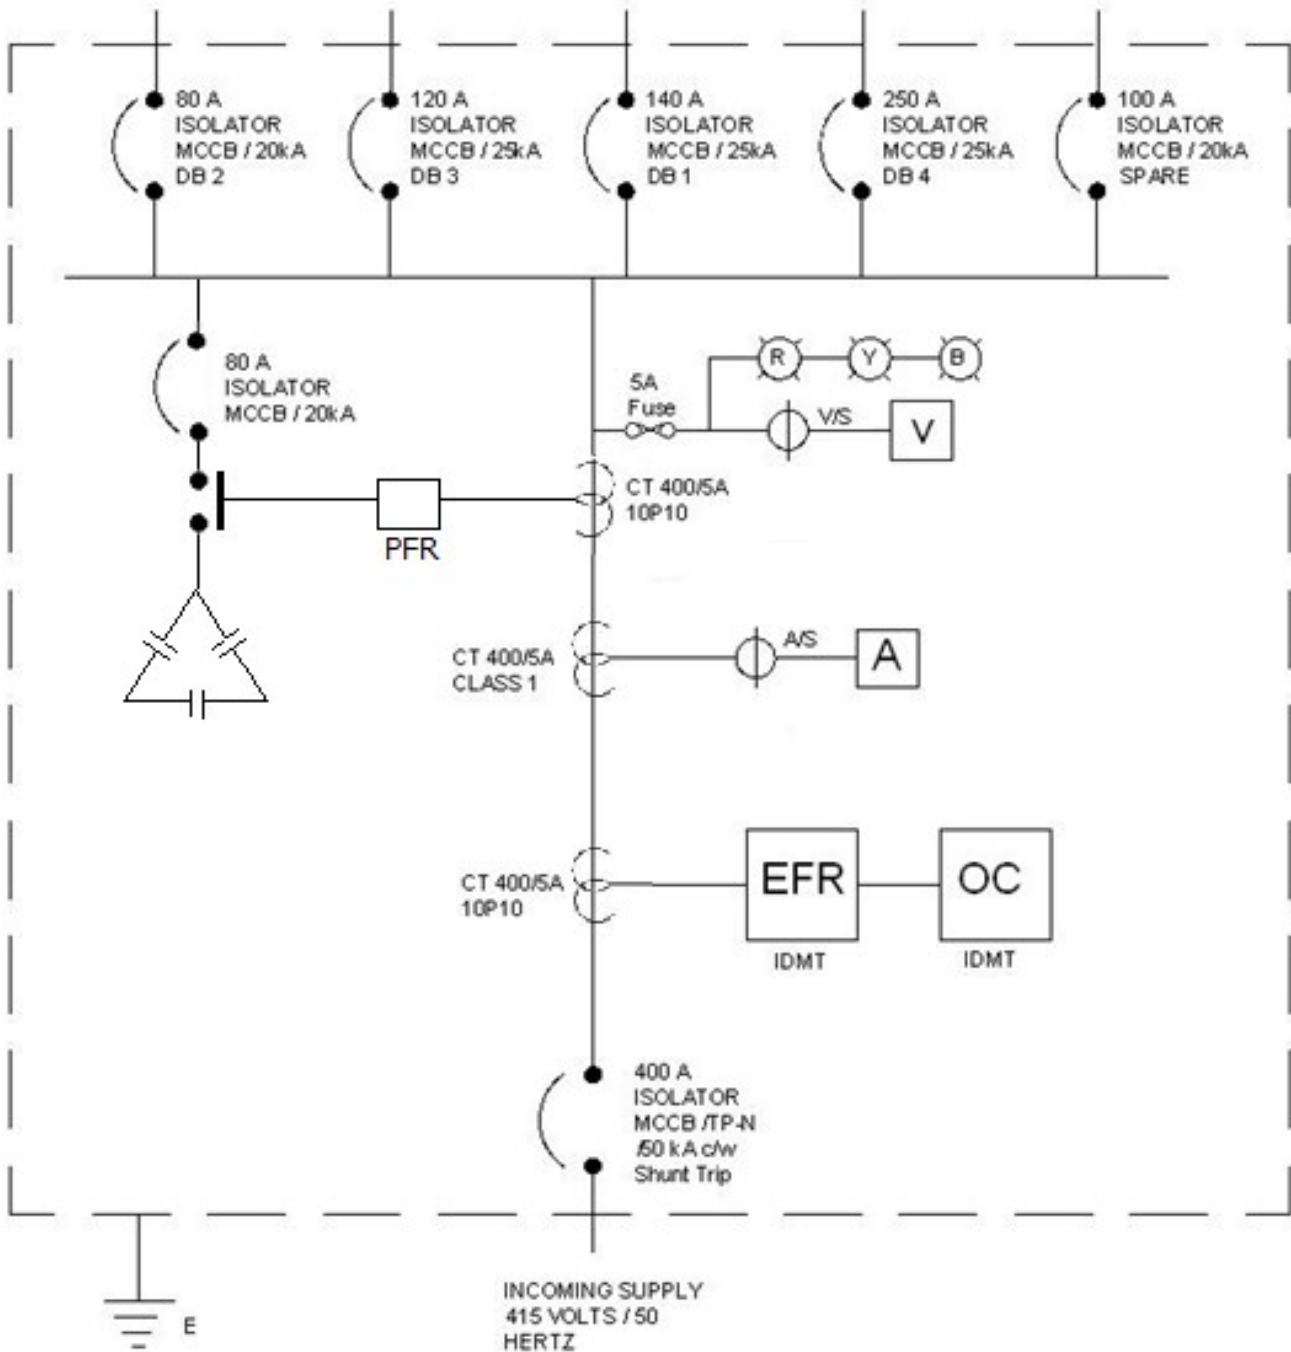 80 A
ISOLATOR
MCCB / 20kA
DB 2
120 A
ISOLATOR
MCCB / 25kA
DB 3
140 A
ISOLATOR
MCCB / 25kA
DB 1
250 A
ISOLATOR
MCCB / 25kA
DB 4
100 A
ISOLATOR
MCCB / 20kA
SPARE
80 A
ISOLATOR
MCCB / 20kA
5A
Fuse
R
Y
B
V/S
V
CT 400/5A
10P10
PFR
CT 400/5A
CLASS 1
A/S
A
CT 400/5A
10P10
EFR
IDMT
OC
IDMT
400 A
ISOLATOR
MCCB /TP-N
/50 kA c/w
Shunt Trip
E
INCOMING SUPPLY
415 VOLTS / 50
HERTZ